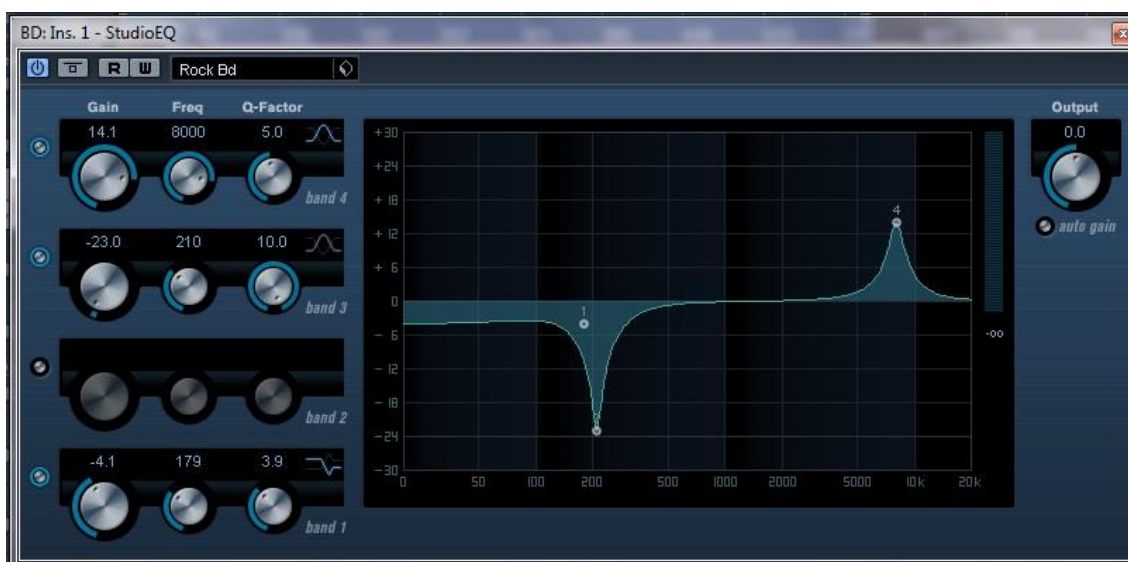 BD: Ins. 1 - StudioEQ
R W Rock Bd
Gain Freq Q-Factor
14.1 8000 5.0
band 4
-23.0 210 10.0
band 3
band 2
-4.1 179 3.9
band 1
+30
+24
+18
+12
+6
0
-6
-12
-18
-24
-30
0 50 100 200 500 1000 2000 5000 10k 20k
1
4
-oo
Output
0.0
auto gain